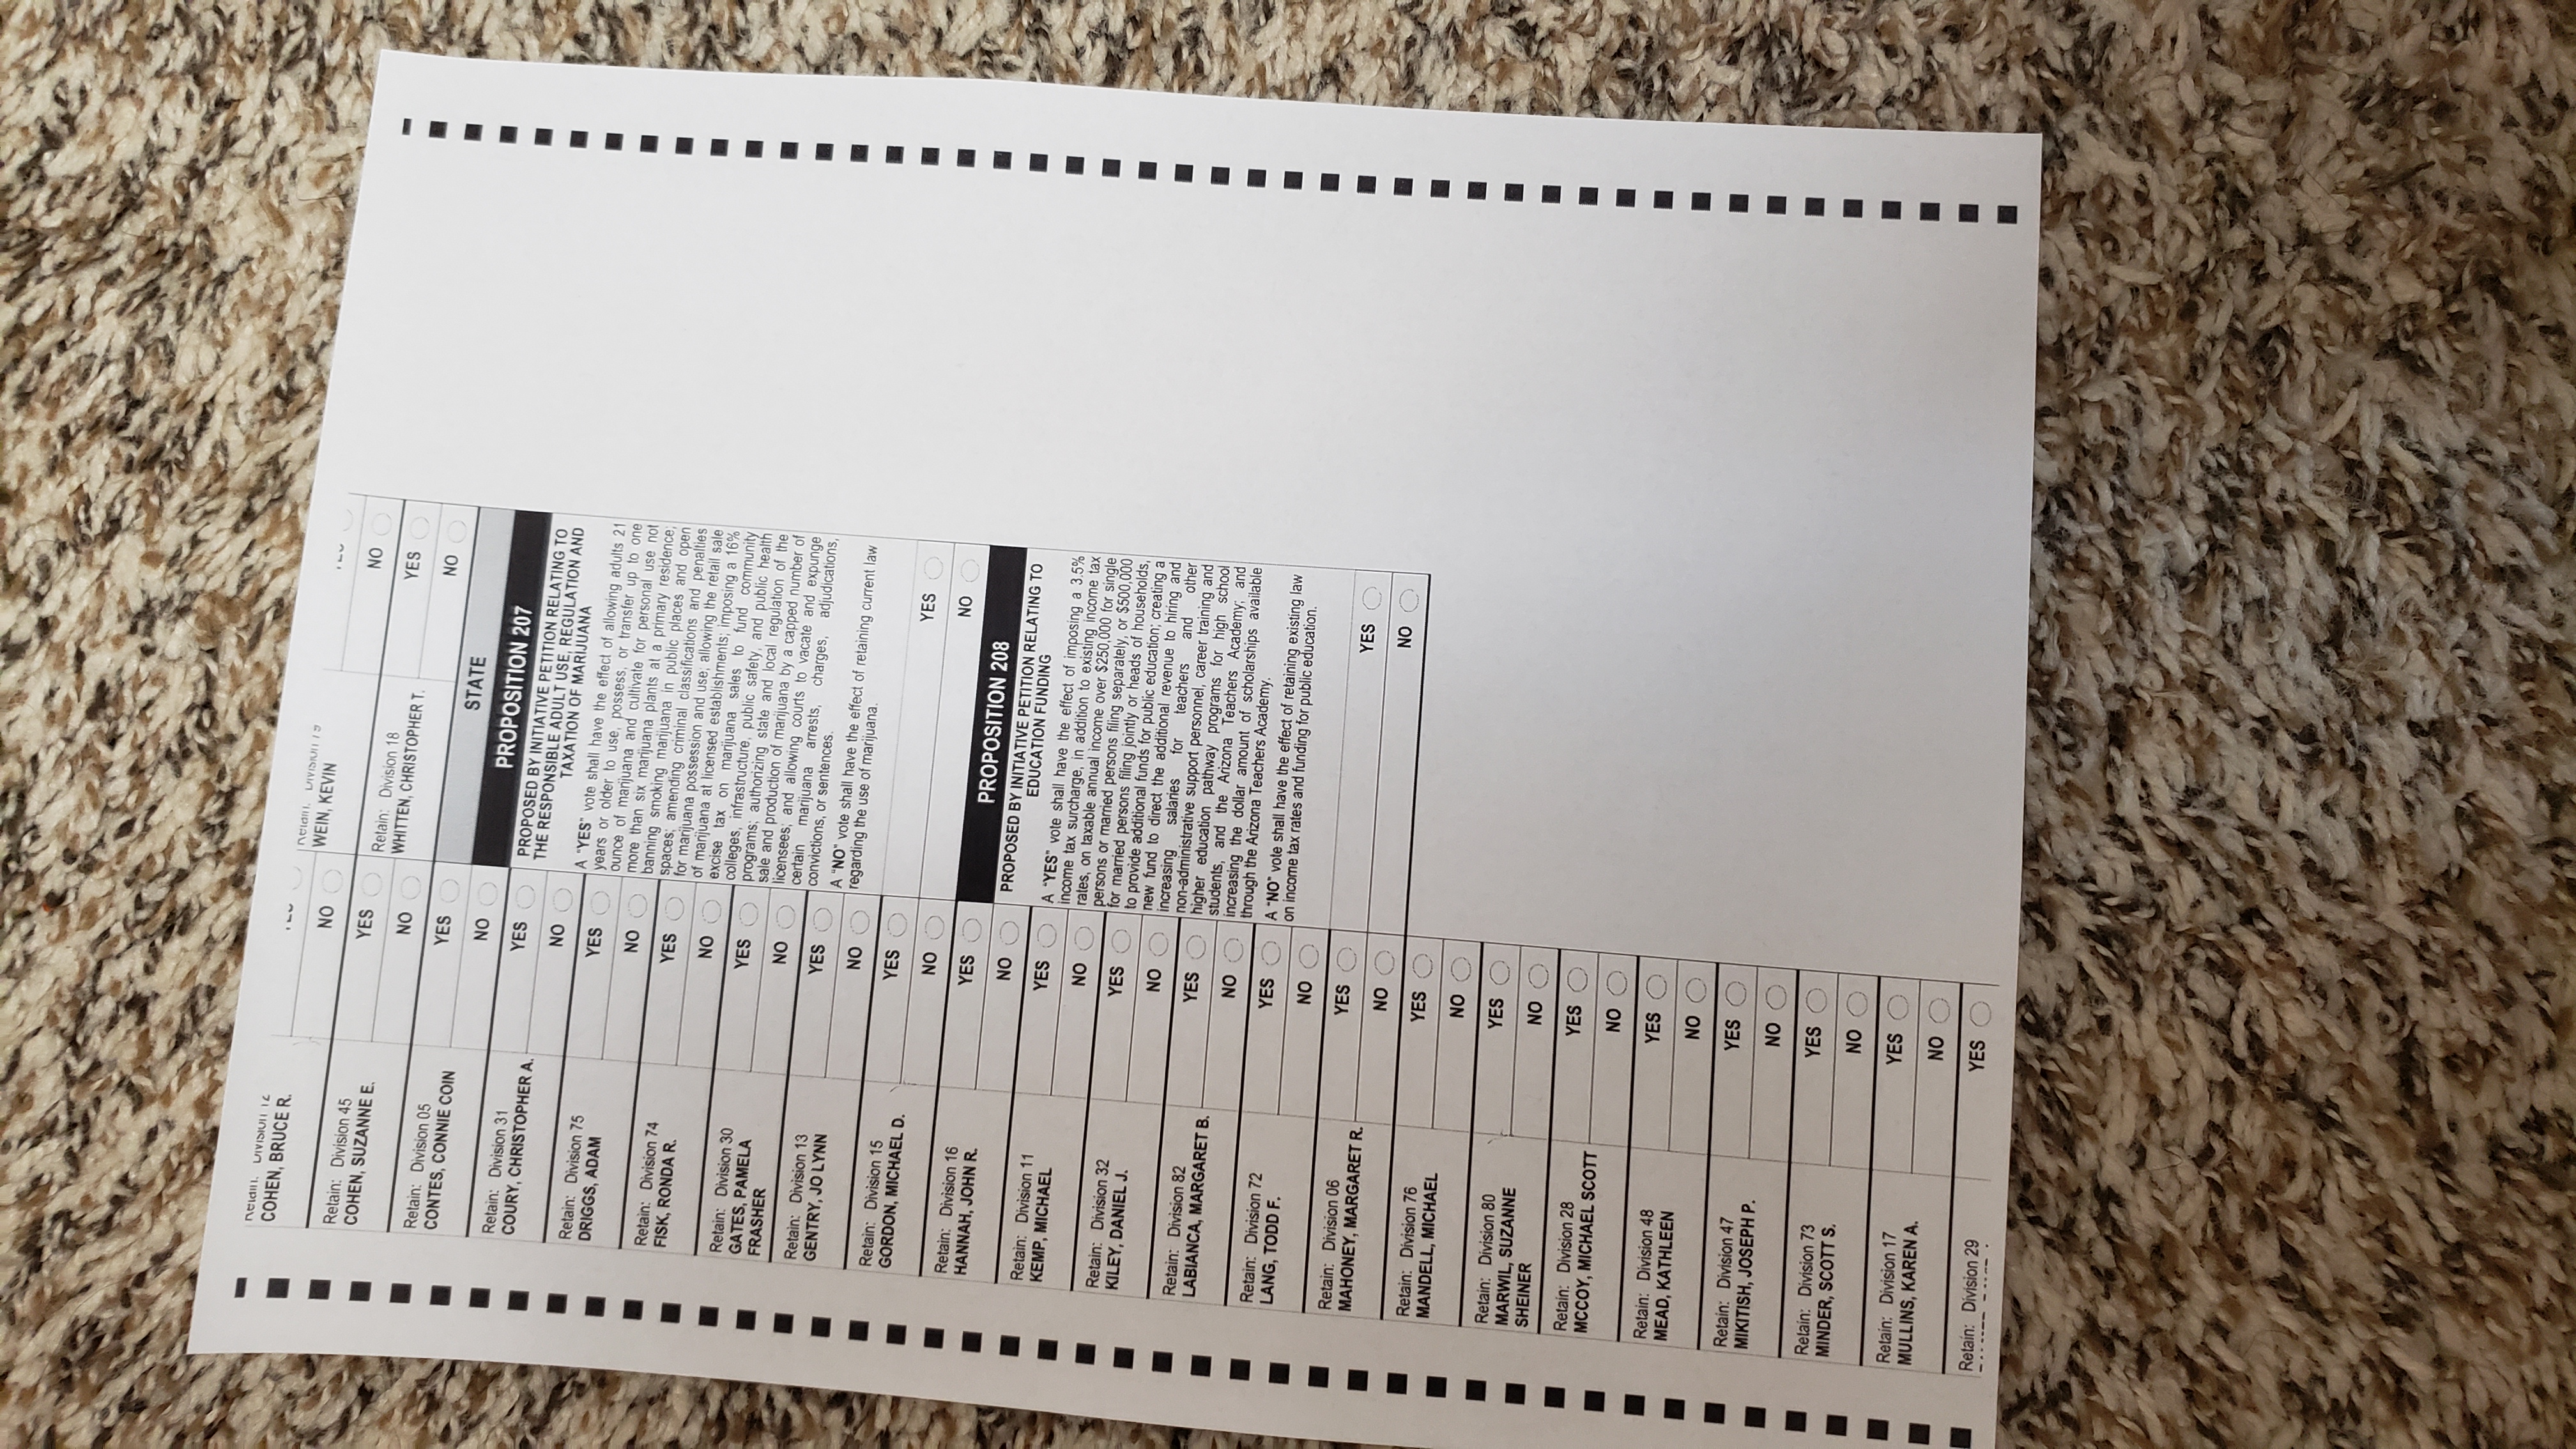 Retain: Division 12
COHEN, BRUCE R.
NO
Retain: Division 45
COHEN, SUZANNE E.
YES
NO
Retain: Division 05
CONTES, CONNIE COIN
YES
NO
Retain: Division 31
COURY, CHRISTOPHER A.
YES
NO
Retain: Division 75
DRIGGS, ADAM
YES
NO
Retain: Division 74
FISK, RONDA R.
YES
NO
Retain: Division 30
GATES, PAMELA
FRASHER
YES
NO
Retain: Division 13
GENTRY, JO LYNN
YES
NO
Retain: Division 15
GORDON, MICHAEL D.
YES
NO
Retain: Division 16
HANNAH, JOHN R.
YES
NO
Retain: Division 11
KEMP, MICHAEL
YES
NO
Retain: Division 32
KILEY, DANIEL J.
YES
NO
Retain: Division 82
LABIANCA, MARGARET B.
YES
NO
Retain: Division 72
LANG, TODD F.
YES
NO
Retain: Division 06
MAHONEY, MARGARET R.
YES
NO
Retain: Division 76
MANDELL, MICHAEL
YES
NO
Retain: Division 80
MARWIL, SUZANNE
SHEINER
YES
NO
Retain: Division 28
MCCOY, MICHAEL SCOTT
YES
NO
Retain: Division 48
MEAD, KATHLEEN
YES
NO
Retain: Division 47
MIKITISH, JOSEPH P.
YES
NO
Retain: Division 73
MINDER, SCOTT S.
YES
NO
Retain: Division 17
MULLINS, KAREN A.
YES
NO
Retain: Division 29
YES
Retain: Division
WEIN, KEVIN
NO
Retain: Division 18
WHITTEN, CHRISTOPHER T.
YES
NO
STATE
PROPOSITION 207
PROPOSED BY INITIATIVE PETITION RELATING TO
THE RESPONSIBLE ADULT USE, REGULATION AND
TAXATION OF MARIJUANA
A “YES” vote shall have the effect of allowing adults 21
years or older to use, possess, or transfer up to one
ounce of marijuana and cultivate for personal use not
more than six marijuana plants at a primary residence;
banning smoking marijuana in public places and open
spaces; amending criminal classifications and penalties
for marijuana possession and use; allowing the retail sale
of marijuana at licensed establishments; imposing a 16%
excise tax on marijuana sales to fund community
colleges, infrastructure, public safety, and public health
programs; authorizing state and local regulation of the
sale and production of marijuana by a capped number of
licensees; and allowing courts to vacate and expunge
certain marijuana arrests, charges, adjudications,
convictions, or sentences.
A “NO” vote shall have the effect of retaining current law
regarding the use of marijuana.
YES
NO
PROPOSITION 208
PROPOSED BY INITIATIVE PETITION RELATING TO
EDUCATION FUNDING
A “YES” vote shall have the effect of imposing a 3.5%
income tax surcharge, in addition to existing income tax
rates, on taxable annual income over $250,000 for single
persons or married persons filing separately, or $500,000
for married persons filing jointly or heads of households,
to provide additional funds for public education; creating a
new fund to direct the additional revenue to hiring and
increasing salaries for teachers and other
non-administrative support personnel, career training and
higher education pathway programs for high school
students, and the Arizona Teachers Academy; and
increasing the dollar amount of scholarships available
through the Arizona Teachers Academy.
A “NO” vote shall have the effect of retaining existing law
on income tax rates and funding for public education.
YES
NO